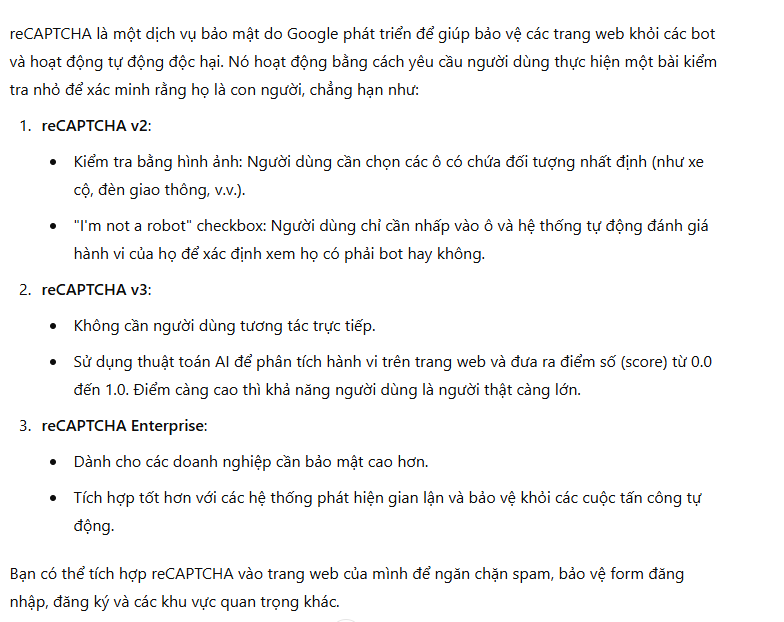 reCAPTCHA là một dịch vụ bảo mật do Google phát triển để giúp bảo vệ các trang web khỏi các bot
và hoạt động tự động độc hại. Nó hoạt động bằng cách yêu cầu người dùng thực hiện một bài kiểm
tra nhỏ để xác minh rằng họ là con người, chẳng hạn như:
1. reCAPTCHA v2:
• Kiểm tra bằng hình ảnh: Người dùng cần chọn các ô có chứa đối tượng nhất định (như xe
cộ, đèn giao thông, v.v.).
• "I'm not a robot" checkbox: Người dùng chỉ cần nhấp vào ô và hệ thống tự động đánh giá
hành vi của họ để xác định xem họ có phải bot hay không.
2. reCAPTCHA v3:
• Không cần người dùng tương tác trực tiếp.
• Sử dụng thuật toán AI để phân tích hành vi trên trang web và đưa ra điểm số (score) từ 0.0
đến 1.0. Điểm càng cao thì khả năng người dùng là người thật càng lớn.
3. reCAPTCHA Enterprise:
• Dành cho các doanh nghiệp cần bảo mật cao hơn.
• Tích hợp tốt hơn với các hệ thống phát hiện gian lận và bảo vệ khỏi các cuộc tấn công tự
động.
Bạn có thể tích hợp reCAPTCHA vào trang web của mình để ngăn chặn spam, bảo vệ form đăng
nhập, đăng ký và các khu vực quan trọng khác.